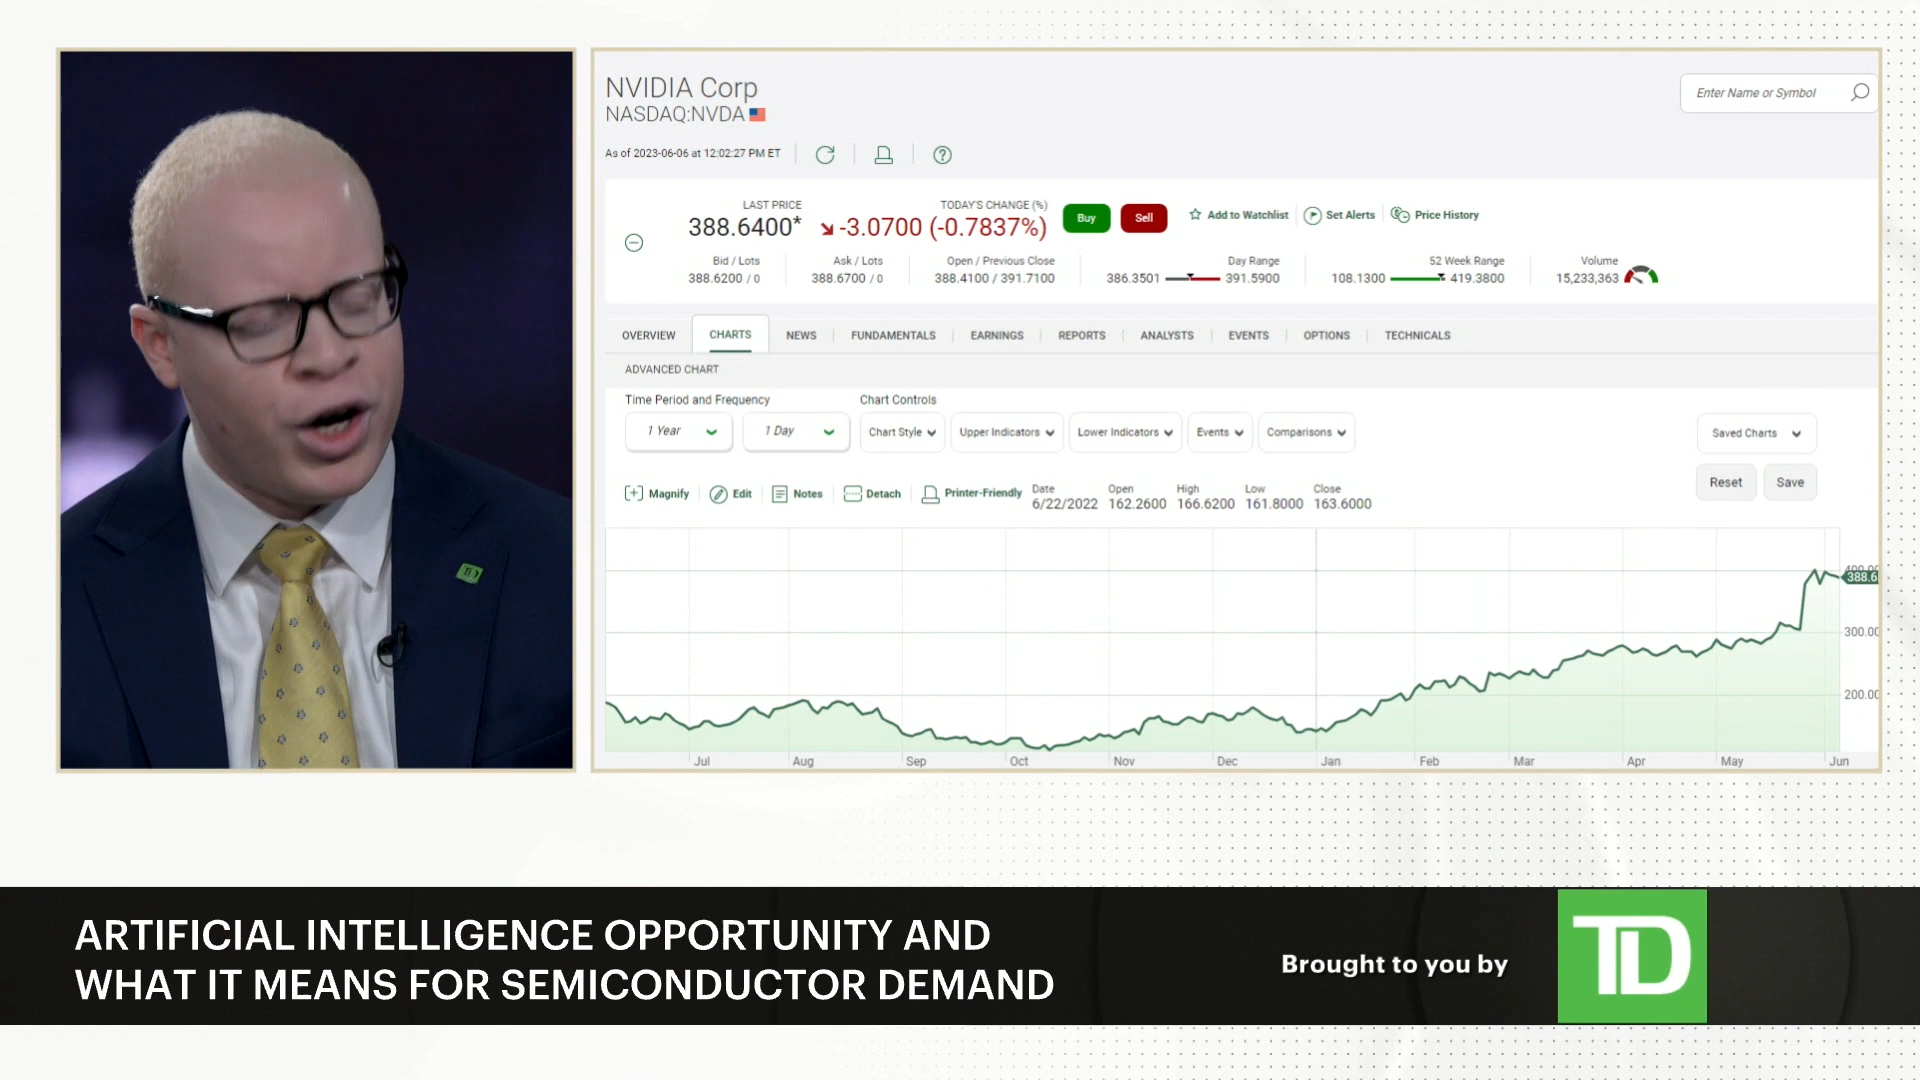 NVIDIA Corp
NASDAQ:NVDA
Enter Name or Symbol
As of 2023-06-06 at 12:02:27 PM ET
LAST PRICE TODAY'S CHANGE (%)
388.6400* -3.0700 (-0.7837%) Buy Sell Add to Watchlist Set Alerts Price History
Bid / Lots Ask / Lots Open / Previous Close Day Range 52 Week Range Volume
388.6200 / 0 388.6700 / 0 388.4100 / 391.7100 386.3501 391.5900 108.1300 419.3800 15,233,363
OVERVIEW CHARTS NEWS FUNDAMENTALS EARNINGS REPORTS ANALYSTS EVENTS OPTIONS TECHNICALS
ADVANCED CHART
Time Period and Frequency Chart Controls
1 Year 1 Day Chart Style Upper Indicators Lower Indicators Events Comparisons Saved Charts
Reset Save
Magnify Edit Notes Detach Printer-Friendly
Date Open High Low Close
6/22/2022 162.2600 166.6200 161.8000 163.6000
388.6
300.00
200.00
Jul Aug Sep Oct Nov Dec Jan Feb Mar Apr May Jun
TD
ARTIFICIAL INTELLIGENCE OPPORTUNITY AND
WHAT IT MEANS FOR SEMICONDUCTOR DEMAND
Brought to you by
TD